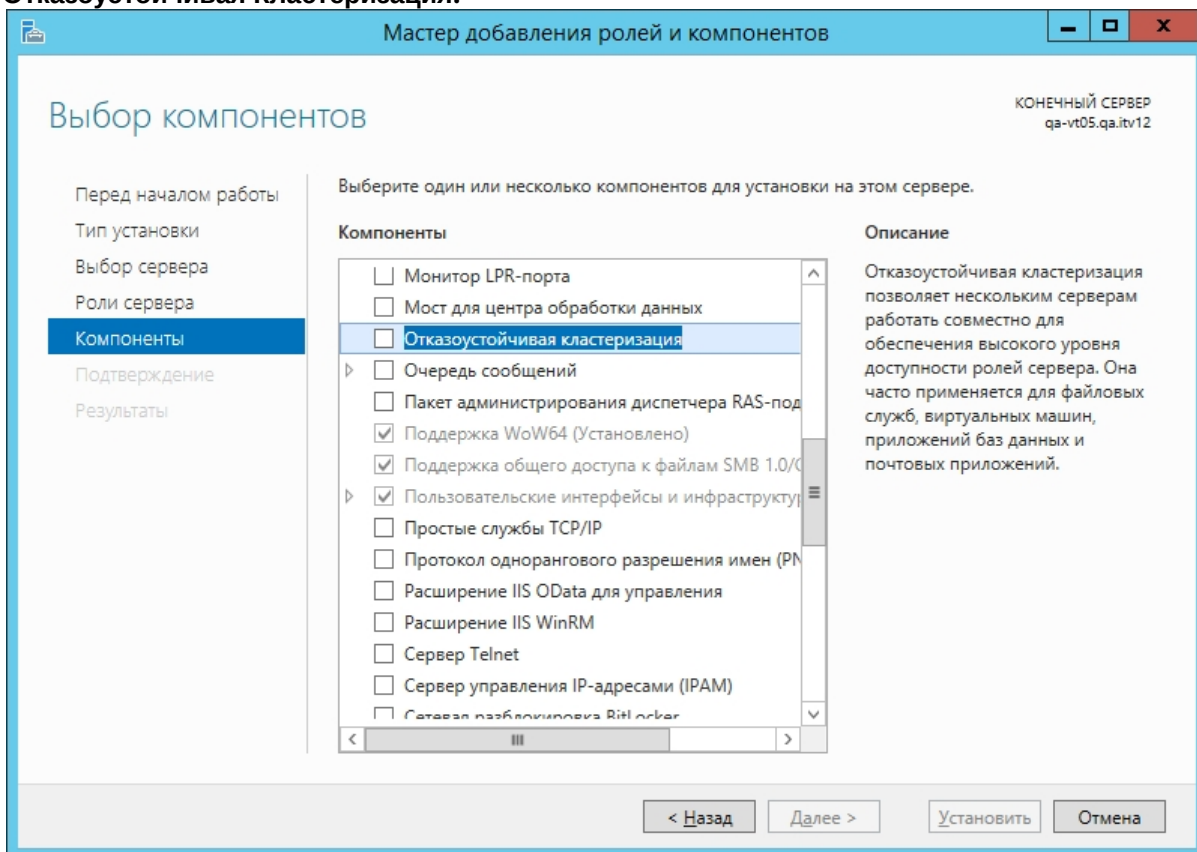 Отказоустойчивая кластеризация.
Мастер добавления ролей и компонентов
Выбор компонентов
КОНЕЧНЫЙ СЕРВЕР
qa-vt05.qa.itv12
Перед началом работы
Тип установки
Выбор сервера
Роли сервера
Компоненты
Подтверждение
Результаты
Выберите один или несколько компонентов для установки на этом сервере.
Компоненты
Монитор LPR-порта
Мост для центра обработки данных
Отказоустойчивая кластеризация
Очередь сообщений
Пакет администрирования диспетчера RAS-под
Поддержка WoW64 (Установлено)
Поддержка общего доступа к файлам SMB 1.0/C
Пользовательские интерфейсы и инфраструктур
Простые службы TCP/IP
Протокол однорангового разрешения имен (PN
Расширение IIS OData для управления
Расширение IIS WinRM
Сервер Telnet
Сервер управления IP-адресами (IPAM)
Сетевая разблокировка BitLocker
Описание
Отказоустойчивая кластеризация
позволяет нескольким серверам
работать совместно для
обеспечения высокого уровня
доступности ролей сервера. Она
часто применяется для файловых
служб, виртуальных машин,
приложений баз данных и
почтовых приложений.
< Назад
Далее >
Установить
Отмена